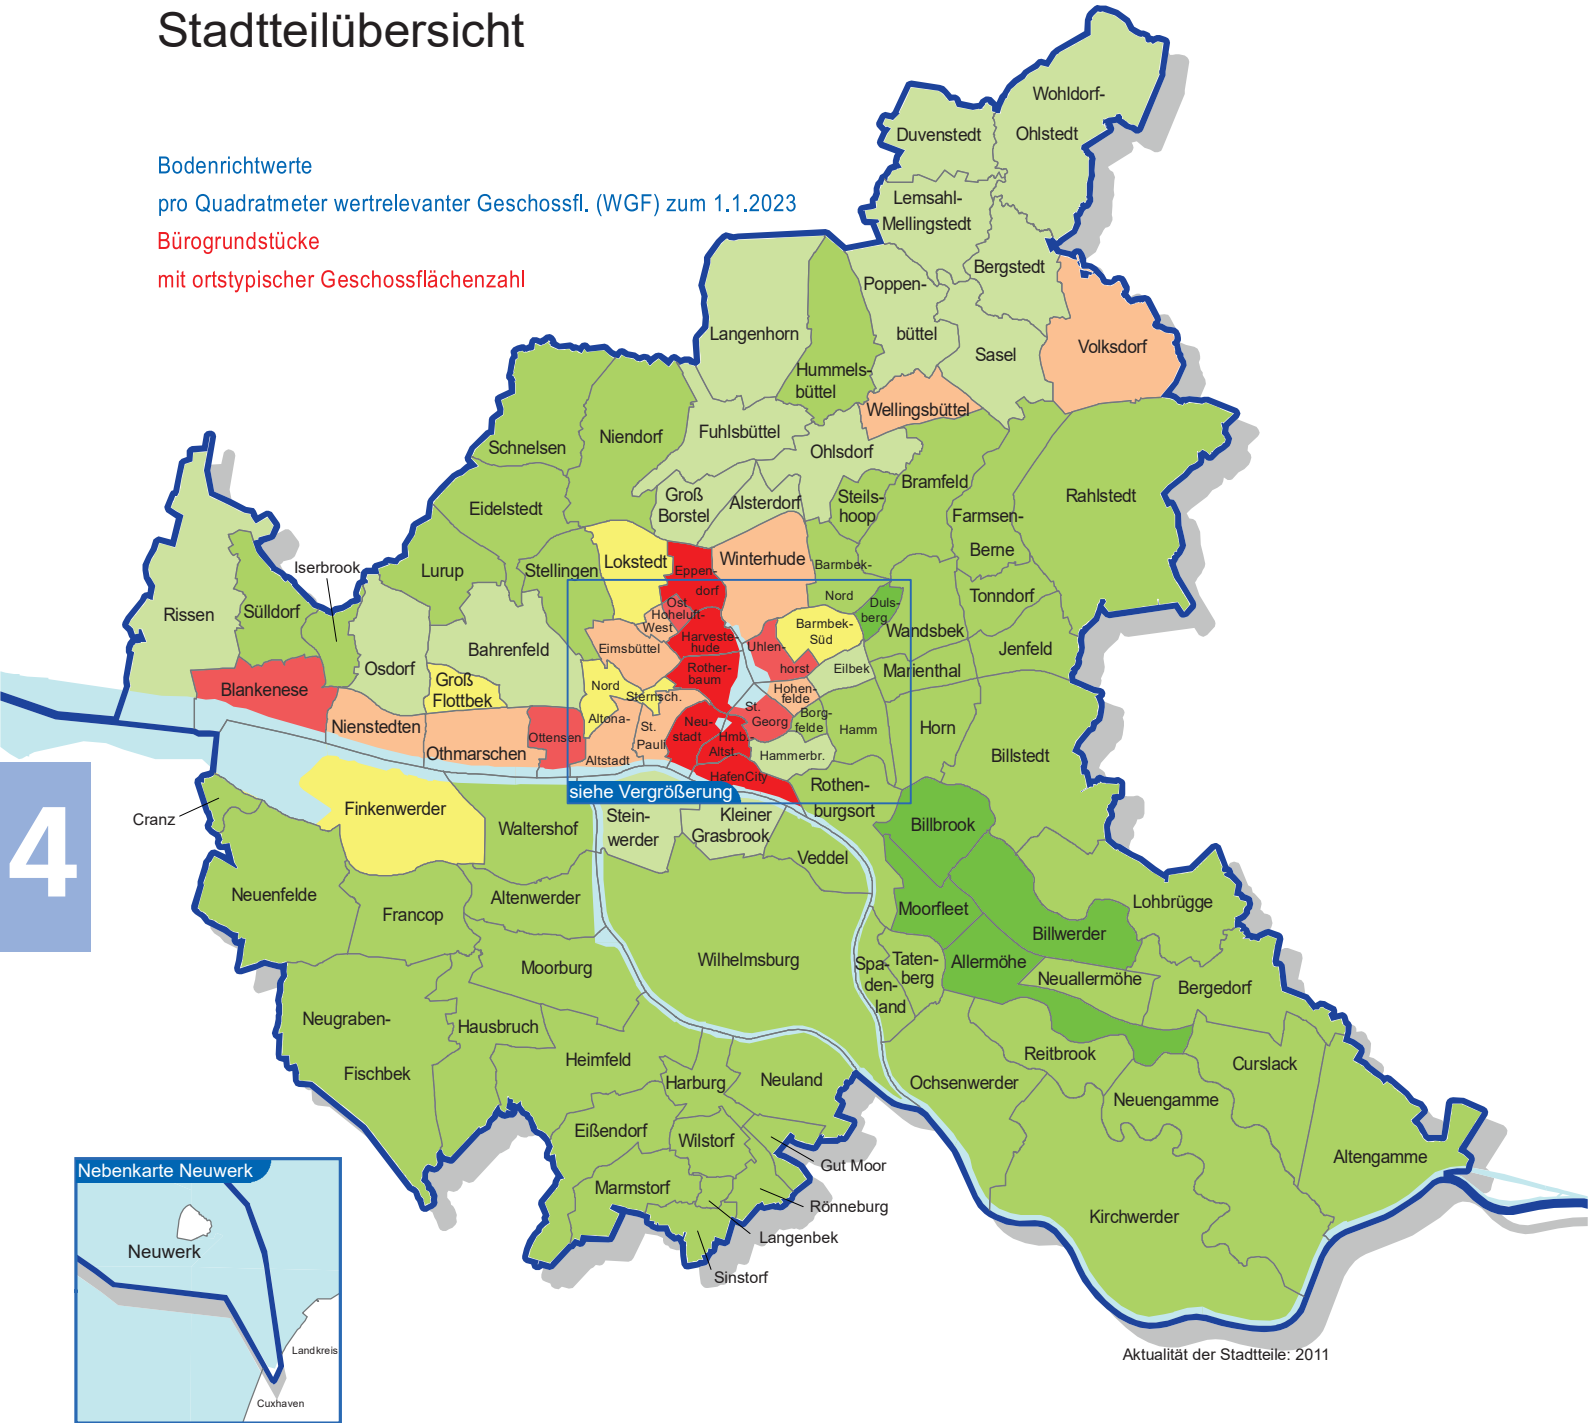 Stadtteilübersicht
Bodenrichtwerte
pro Quadratmeter wertrelevanter Geschossfl. (WGF) zum 1.1.2023
Bürogrundstücke
mit ortstypischer Geschossflächenzahl
Wohldorf-
Ohlstedt
Duvenstedt
Lemsahl-
Mellingstedt
Bergstedt
Poppen-
büttel
Langenhorn
Hummels-
büttel
Sasel
Volksdorf
Wellingsbüttel
Schnelsen
Niendorf
Fuhlsbüttel
Ohlsdorf
Bramfeld
Rahlstedt
Eidelstedt
Groß
Borstel
Alsterdorf
Steils-
hoop
Farmsen-
Berne
Iserbrook
Lurup
Stellingen
Lokstedt
Eppen-
dorf
Winterhude
Barmbek-
Nord
Duls-
berg
Tonndorf
Rissen
Sülldorf
Osdorf
Bahrenfeld
Ost
Hoheluft-
West
Harveste-
hude
Barmbek-
Süd
Wandsbek
Jenfeld
Eimsbüttel
Uhlen-
horst
Eilbek
Marienthal
Blankenese
Groß
Flottbek
Nord
Sternsch.
Rother-
baum
Hohen-
felde
Nienstedten
Othmarschen
Ottensen
Altona-
Altstadt
St.
Pauli
Neu-
stadt
Hmb.-
Altst.
St.
Georg
Borg-
felde
Hamm
Horn
Billstedt
Hammerbr.
HafenCity
Rothen-
burgsort
siehe Vergrößerung
4
Cranz
Finkenwerder
Waltershof
Stein-
werder
Kleiner
Grasbrook
Veddel
Billbrook
Neuenfelde
Francop
Altenwerder
Moorfleet
Lohbrügge
Billwerder
Moorburg
Wilhelmsburg
Spa-
den-
land
Taten-
berg
Allermöhe
Neuallermöhe
Bergedorf
Neugraben-
Fischbek
Hausbruch
Heimfeld
Harburg
Neuland
Ochsenwerder
Reitbrook
Curslack
Neuengamme
Eißendorf
Wilstorf
Gut Moor
Altengamme
Marmstorf
Rönneburg
Langenbek
Sinstorf
Kirchwerder
Nebenkarte Neuwerk
Neuwerk
Landkreis
Cuxhaven
Aktualität der Stadtteile: 2011